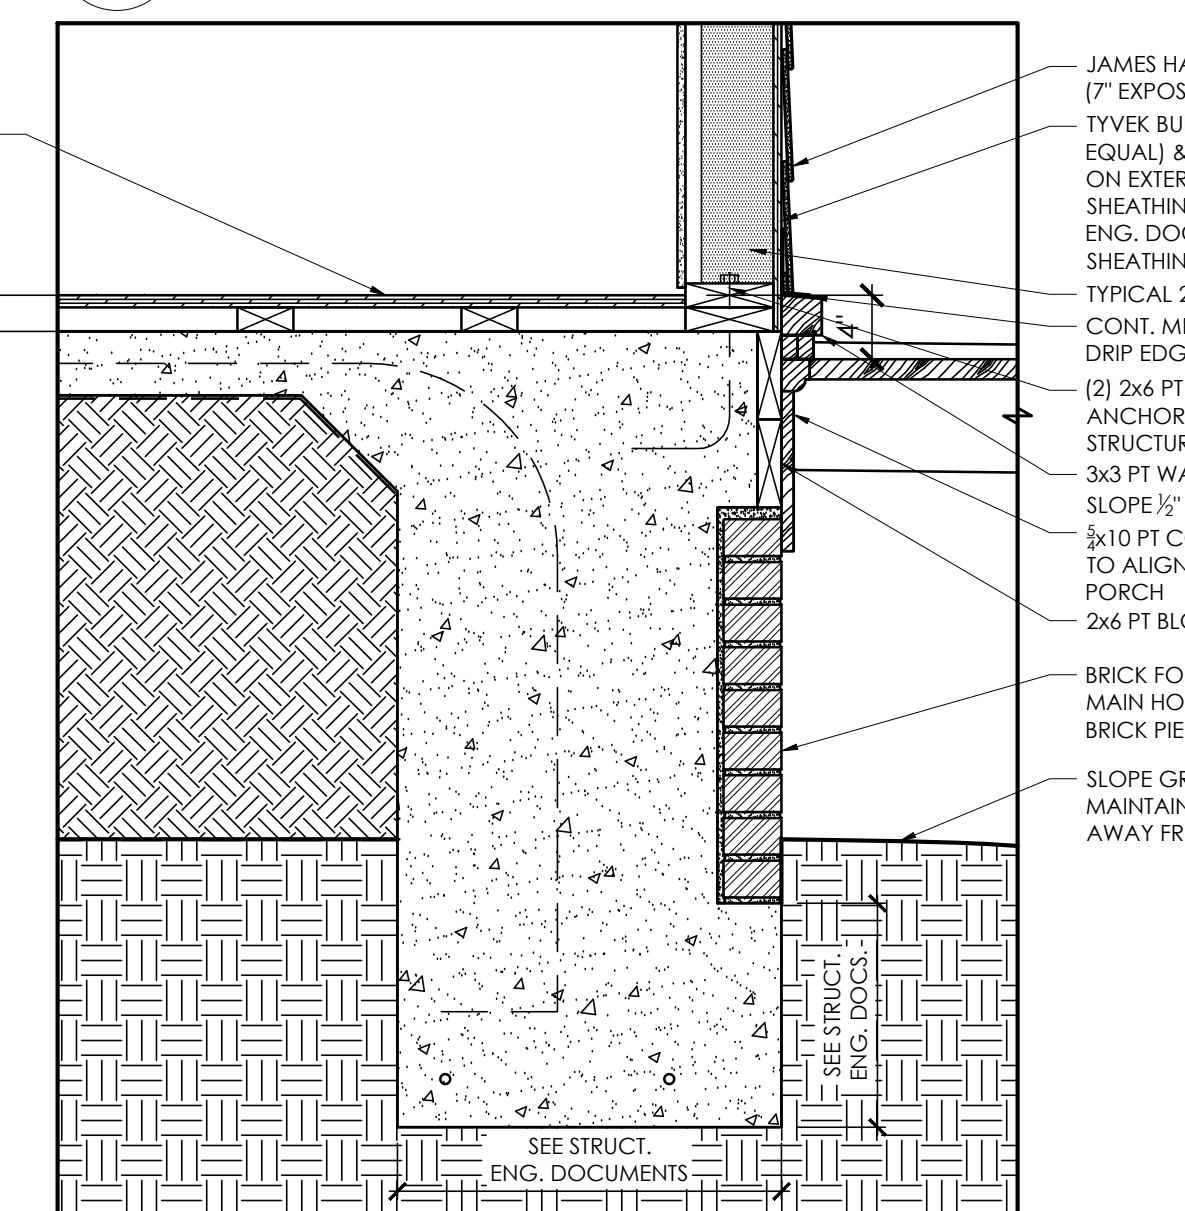 JAMES HA
(7" EXPOS
TYVEK BU
EQUAL) &
ON EXTER
SHEATHIN
ENG. DOC
SHEATHIN
TYPICAL 2
CONT. ME
DRIP EDG
(2) 2x6 PT
ANCHOR
STRUCTUR
3x3 PT WA
SLOPE ½"
5/4x10 PT CO
TO ALIGN
PORCH
2x6 PT BLO
BRICK FO
MAIN HO
BRICK PIE
SLOPE GR
MAINTAIN
AWAY FR
4"
SEE STRUCT.
ENG. DOCS.
SEE STRUCT.
ENG. DOCUMENTS